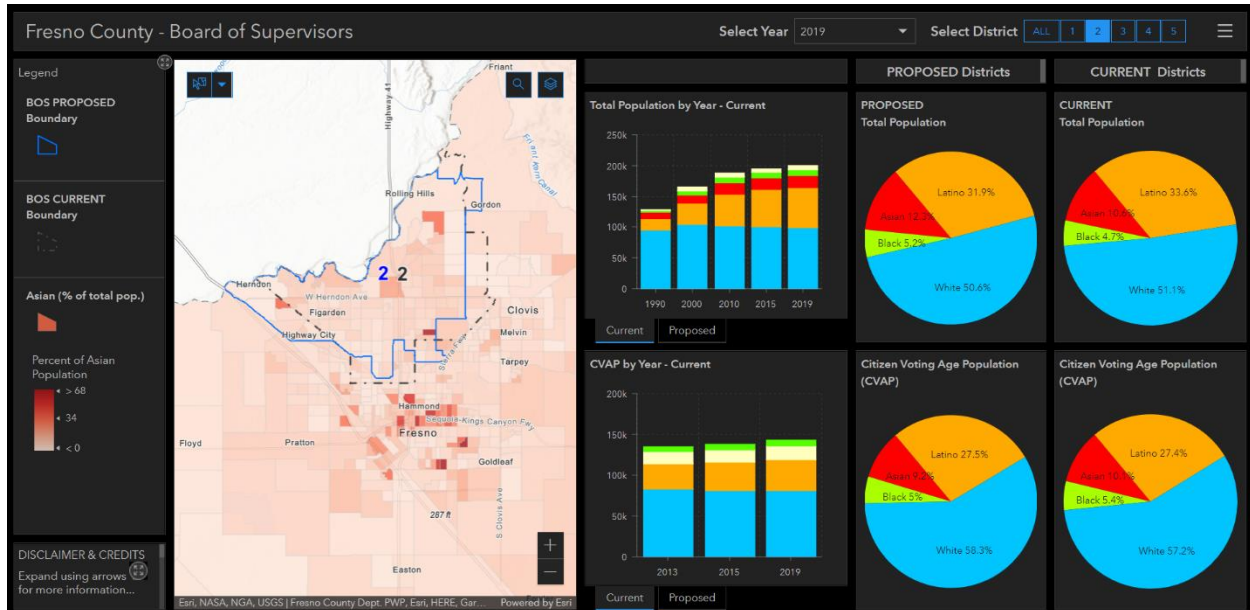 Fresno County - Board of Supervisors
Select Year 2019
Select District ALL 1 2 3 4 5
Legend
BOS PROPOSED
Boundary
BOS CURRENT
Boundary
Asian (% of total pop.)
Percent of Asian
Population
> 68
34
< 0
DISCLAIMER & CREDITS
Expand using arrows
for more information...
Friant
Highway 41
Friant Kern Canal
Rolling Hills
Gordon
2 2
Herndon
W Herndon Ave
Figarden
Clovis
Highway City
Melvin
Sierra Fwy
Tarpey
Hammond
Sequoia-Kings Canyon Fwy
Fresno
Floyd
Pratton
Goldleaf
S Clovis Ave
287 ft
Easton
+
−
Esri, NASA, NGA, USGS | Fresno County Dept. PWP, Esri, HERE, Gar... Powered by Esri
Total Population by Year - Current
250k
200k
150k
100k
50k
0
1990 2000 2010 2015 2019
Current Proposed
CVAP by Year - Current
200k
150k
100k
50k
0
2013 2015 2019
Current Proposed
PROPOSED Districts
PROPOSED
Total Population
Latino 31.9%
Asian 12.2%
Black 5.2%
White 50.6%
Citizen Voting Age Population
(CVAP)
Latino 27.5%
Asian 9.2%
Black 5%
White 58.3%
CURRENT Districts
CURRENT
Total Population
Latino 33.6%
Asian 10.6%
Black 4.7%
White 51.1%
Citizen Voting Age Population
(CVAP)
Latino 27.4%
Black 5.4%
White 57.2%